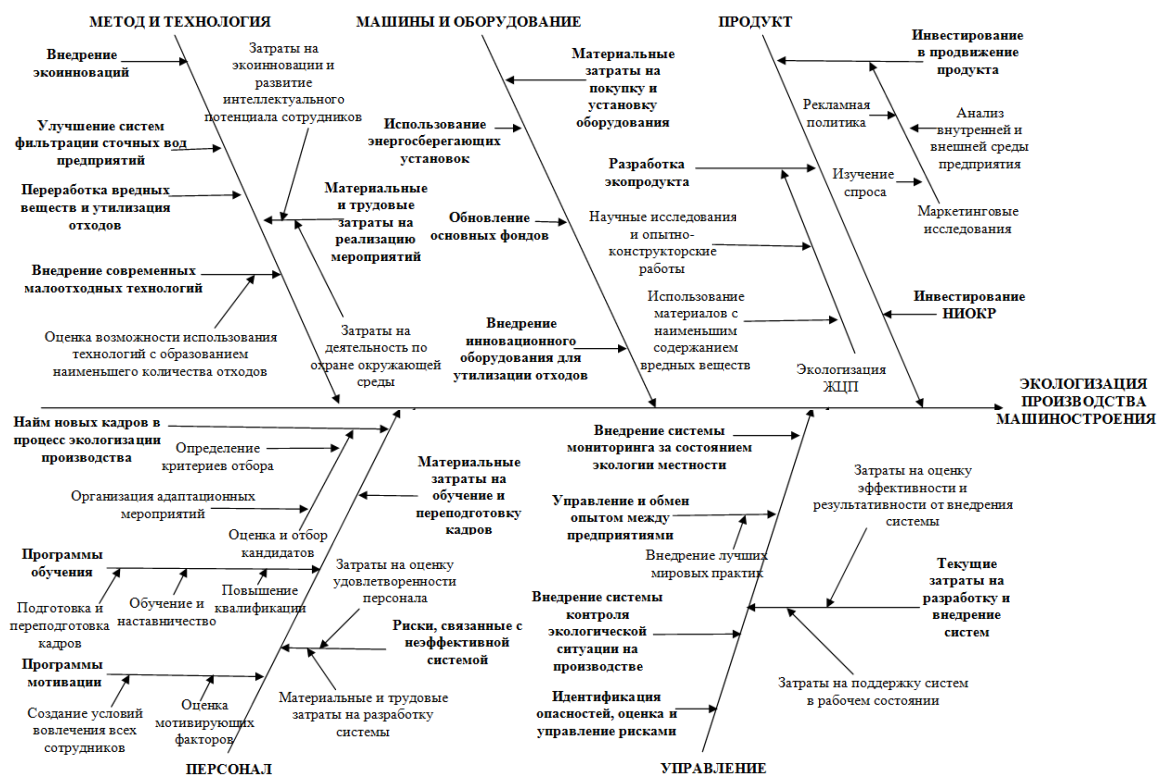 МЕТОД И ТЕХНОЛОГИЯ
МАШИНЫ И ОБОРУДОВАНИЕ
ПРОДУКТ
Внедрение
экоинноваций
Затраты на
экоинновации и
развитие
интеллектуального
потенциала сотрудников
Улучшение систем
фильтрации сточных вод
предприятий
Переработка вредных
веществ и утилизация
отходов
Материальные
и трудовые
затраты на
реализацию
мероприятий
Внедрение современных
малоотходных технологий
Оценка возможности использования
технологий с образованием
наименьшего количества отходов
Затраты на
деятельность по
охране окружающей
среды
Материальные
затраты на
покупку и
установку
оборудования
Использование
энергосберегающих
установок
Обновление
основных фондов
Внедрение
инновационного
оборудования для
утилизации отходов
Инвестирование
в продвижение
продукта
Рекламная
политика
Анализ
внутренней и
внешней среды
предприятия
Изучение
спроса
Маркетинговые
исследования
Разработка
экопродукта
Научные исследования
и опытно-
конструкторские
работы
Использование
материалов с
наименьшим
содержанием
вредных веществ
Экологизация
ЖЦП
Инвестирование
НИОКР
ЭКОЛОГИЗАЦИЯ
ПРОИЗВОДСТВА
МАШИНОСТРОЕНИЯ
Найм новых кадров в
процесс экологизации
производства
Определение
критериев отбора
Организация адаптационных
мероприятий
Оценка и отбор
кандидатов
Материальные
затраты на
обучение и
переподготовку
кадров
Программы
обучения
Подготовка и
переподготовка
кадров
Обучение и
наставничество
Повышение
квалификации
Затраты на оценку
удовлетворенности
персонала
Риски, связанные с
неэффективной
системой
Материальные и трудовые
затраты на разработку
системы
Программы
мотивации
Создание условий
вовлечения всех
сотрудников
Оценка
мотивирующих
факторов
ПЕРСОНАЛ
Внедрение системы
мониторинга за состоянием
экологии местности
Управление и обмен
опытом между
предприятиями
Внедрение лучших
мировых практик
Затраты на оценку
эффективности и
результативности от внедрения
системы
Текущие
затраты на
разработку и
внедрение
систем
Внедрение системы
контроля
экологической
ситуации на
производстве
Затраты на поддержку систем
в рабочем состоянии
Идентификация
опасностей, оценка и
управление рисками
УПРАВЛЕНИЕ